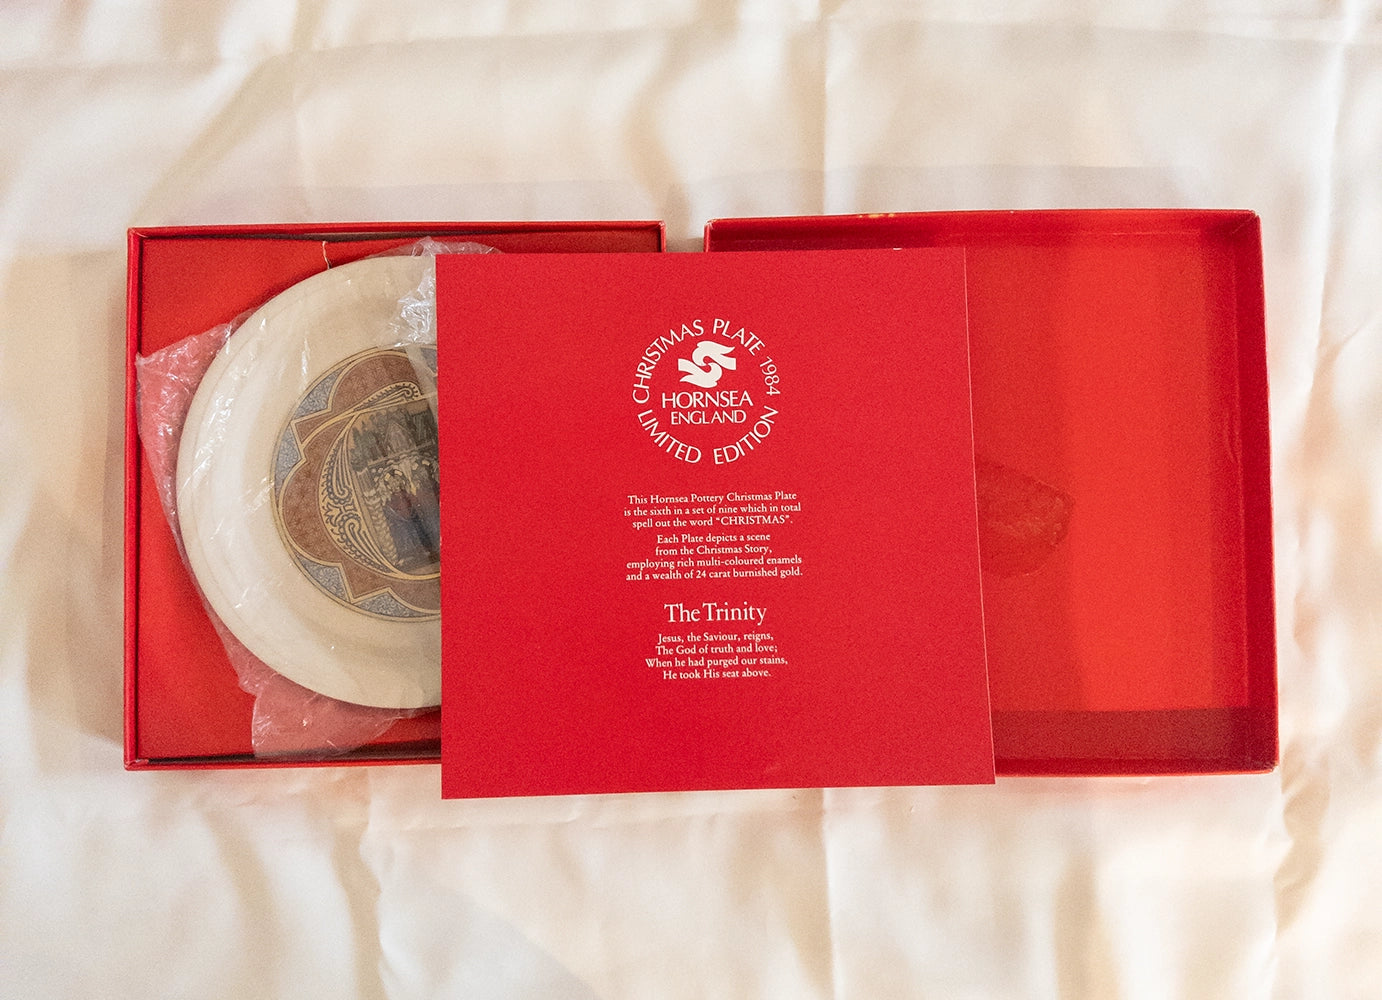 CHRISTMAS PLATE 1984
HORNSEA
ENGLAND
LIMITED EDITION
This Hornsea Pottery Christmas Plate
is the sixth in a set of nine which in total
spell out the word “CHRISTMAS”.
Each Plate depicts a scene
from the Christmas Story,
employing rich multi-coloured enamels
and a wealth of 24 carat burnished gold.
The Trinity
Jesus, the Saviour, reigns,
The God of truth and love;
When he had purged our stains,
He took His seat above.